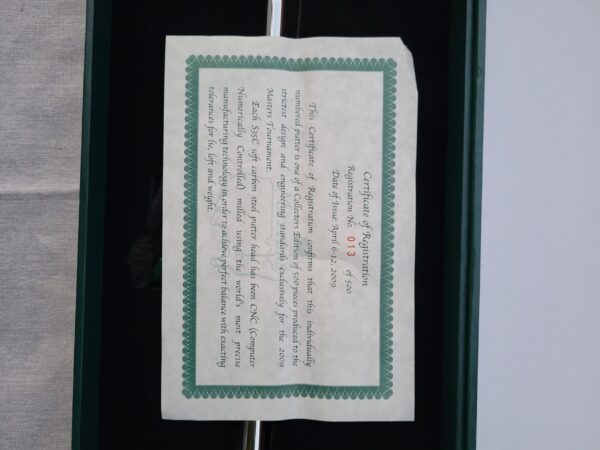 Certificate of Registration
Registration No. 013 of 500
Date of Issue: April 6-12, 2009
This Certificate of Registration confirms that this individually
numbered putter is one of a Collectors Edition of 500 pieces produced to the
strictest design and engineering standards exclusively for the 2009
Masters Tournament.
Each S25C soft carbon steel putter head has been CNC (Computer
Numerically Controlled) milled using the world's most precise
manufacturing technology in order to achieve perfect balance with exacting
tolerances for lie, loft and weight.